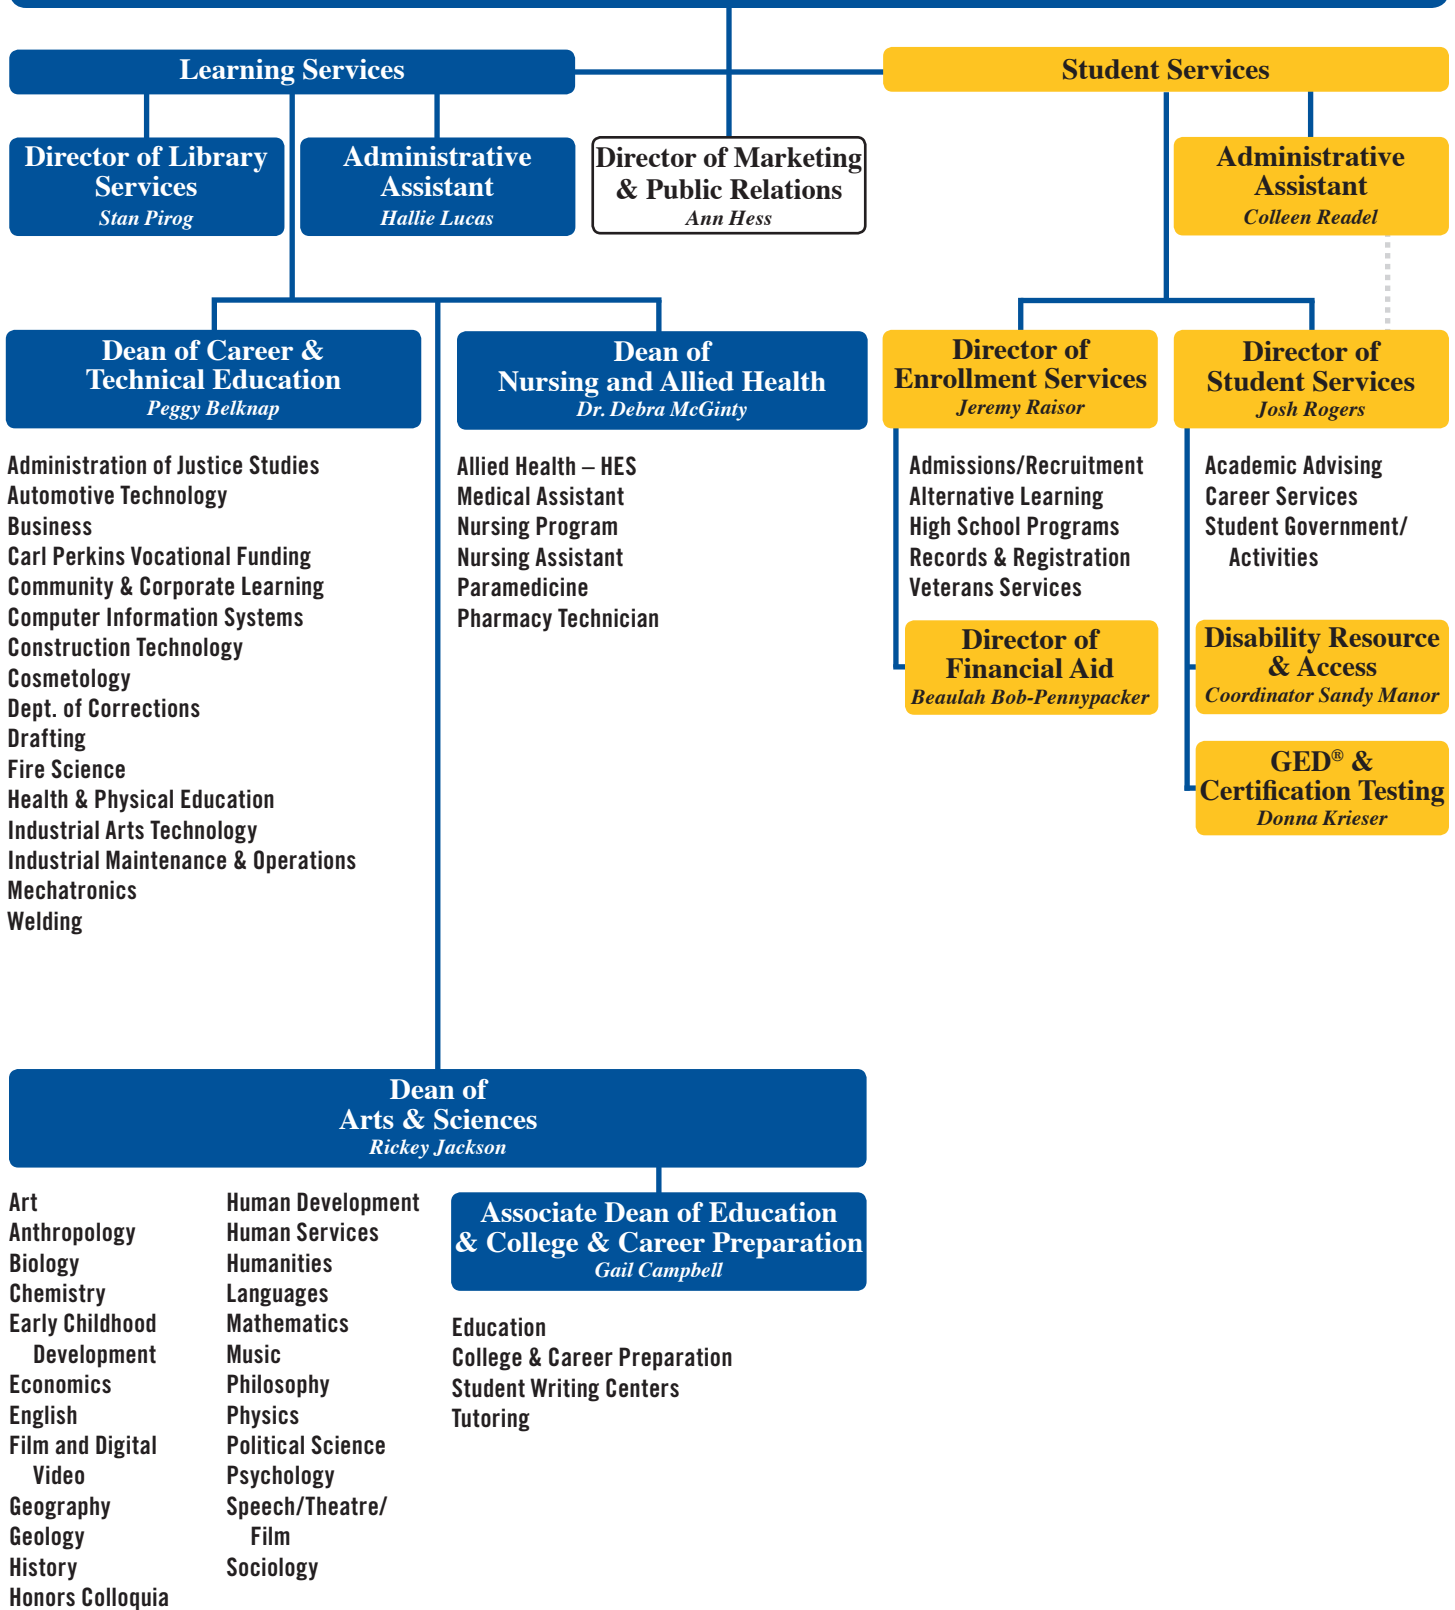 Learning Services
Student Services
Director of Library
Services
Stan Pirog
Administrative
Assistant
Hallie Lucas
Director of Marketing
& Public Relations
Ann Hess
Administrative
Assistant
Colleen Readel
Dean of Career &
Technical Education
Peggy Belknap
Administration of Justice Studies
Automotive Technology
Business
Carl Perkins Vocational Funding
Community & Corporate Learning
Computer Information Systems
Construction Technology
Cosmetology
Dept. of Corrections
Drafting
Fire Science
Health & Physical Education
Industrial Arts Technology
Industrial Maintenance & Operations
Mechatronics
Welding
Dean of
Nursing and Allied Health
Dr. Debra McGinty
Allied Health – HES
Medical Assistant
Nursing Program
Nursing Assistant
Paramedicine
Pharmacy Technician
Director of
Enrollment Services
Jeremy Raisor
Admissions/Recruitment
Alternative Learning
High School Programs
Records & Registration
Veterans Services
Director of
Financial Aid
Beaulah Bob-Pennypacker
Director of
Student Services
Josh Rogers
Academic Advising
Career Services
Student Government/
Activities
Disability Resource
& Access
Coordinator Sandy Manor
GED® &
Certification Testing
Donna Krieser
Dean of
Arts & Sciences
Rickey Jackson
Art
Anthropology
Biology
Chemistry
Early Childhood
Development
Economics
English
Film and Digital
Video
Geography
Geology
History
Honors Colloquia
Human Development
Human Services
Humanities
Languages
Mathematics
Music
Philosophy
Physics
Political Science
Psychology
Speech/Theatre/
Film
Sociology
Associate Dean of Education
& College & Career Preparation
Gail Campbell
Education
College & Career Preparation
Student Writing Centers
Tutoring